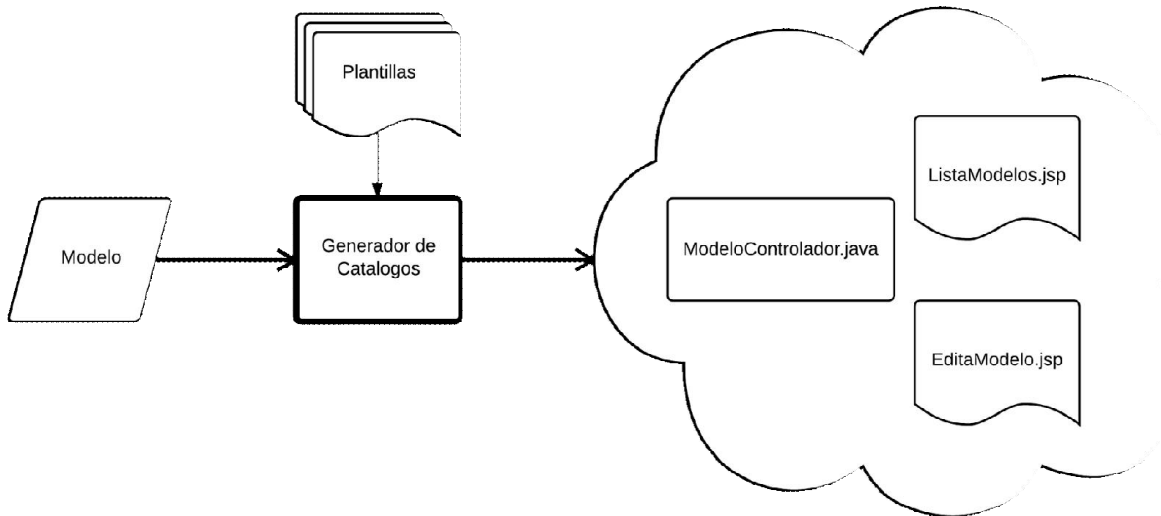 Plantillas
Modelo
Generador de
Catalogos
ModeloControlador.java
ListaModelos.jsp
EditaModelo.jsp